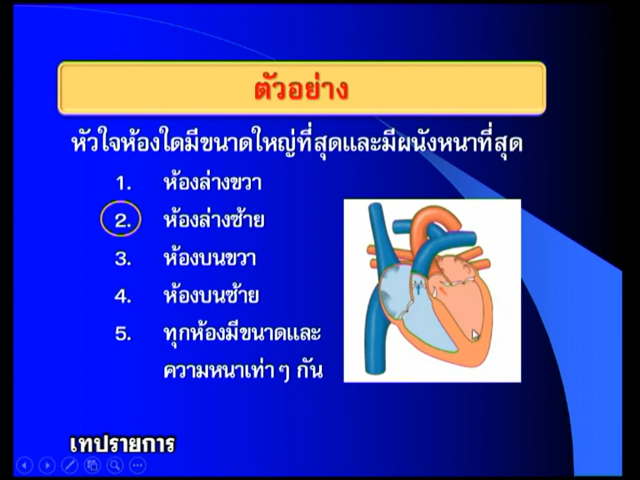 ตัวอย่าง
หัวใจห้องใดมีขนาดใหญ่ที่สุดและมีผนังหนาที่สุด
1. ห้องล่างขวา
2. ห้องล่างซ้าย
3. ห้องบนขวา
4. ห้องบนซ้าย
5. ทุกห้องมีขนาดและ
ความหนาเท่า ๆ กัน
เทปรายการ